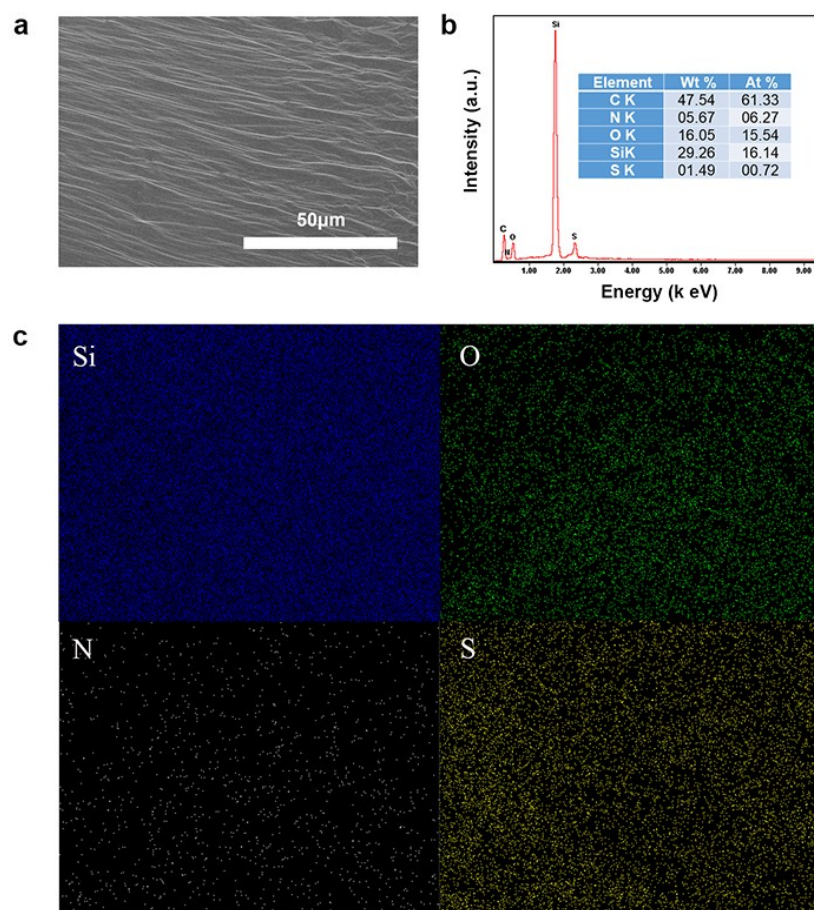 a
50µm
b
Intensity (a.u.)
Si
Element Wt % At %
C K 47.54 61.33
N K 05.67 06.27
O K 16.05 15.54
SiK 29.26 16.14
S K 01.49 00.72
C
N
O
S
1.00 2.00 3.00 4.00 5.00 6.00 7.00 8.00 9.00
Energy (k eV)
c
Si
O
N
S